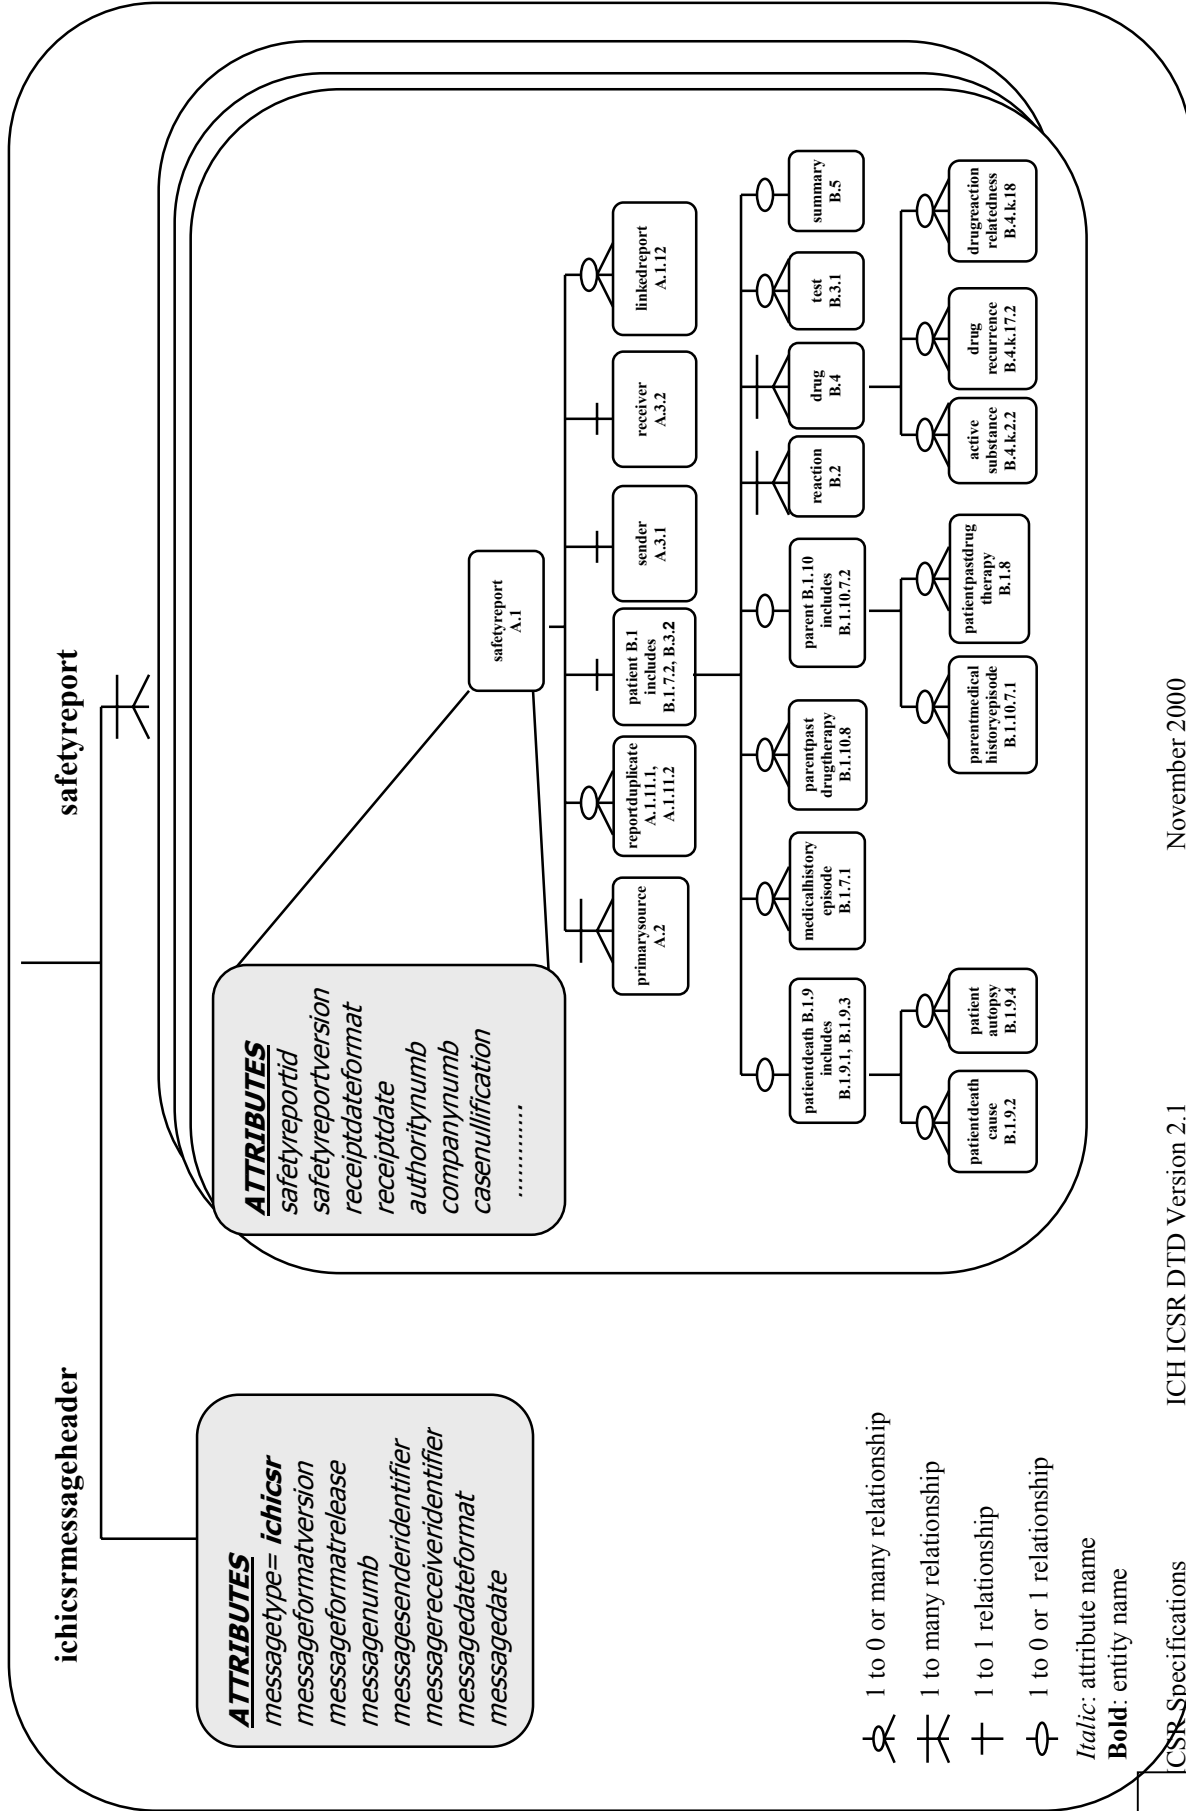 ichicsrmessageheader
safetyreport
ATTRIBUTES
messagetype= ichicsr
messageformatversion
messageformatrelease
messagenumb
messagesenderidentifier
messagereceiveridentifier
messagedateformat
messagedate
ATTRIBUTES
safetyreportid
safetyreportversion
receiptdateformat
receiptdate
authoritynumb
companynumb
casenullification
.............
safetyreport
A.1
primarysource
A.2
reportduplicate
A.1.11.1,
A.1.11.2
patient B.1
includes
B.1.7.2, B.3.2
sender
A.3.1
receiver
A.3.2
linkedreport
A.1.12
patientdeath B.1.9
includes
B.1.9.1, B.1.9.3
medicalhistory
episode
B.1.7.1
parentpast
drugtherapy
B.1.10.8
parent B.1.10
includes
B.1.10.7.2
reaction
B.2
drug
B.4
test
B.3.1
summary
B.5
patientdeath
cause
B.1.9.2
patient
autopsy
B.1.9.4
parentmedical
historyepisode
B.1.10.7.1
patientpastdrug
therapy
B.1.8
active
substance
B.4.k.2.2
drug
recurrence
B.4.k.17.2
drugreaction
relatedness
B.4.k.18
1 to 0 or many relationship
1 to many relationship
1 to 1 relationship
1 to 0 or 1 relationship
Italic: attribute name
Bold: entity name
ICSR Specifications ICH ICSR DTD Version 2.1 November 2000